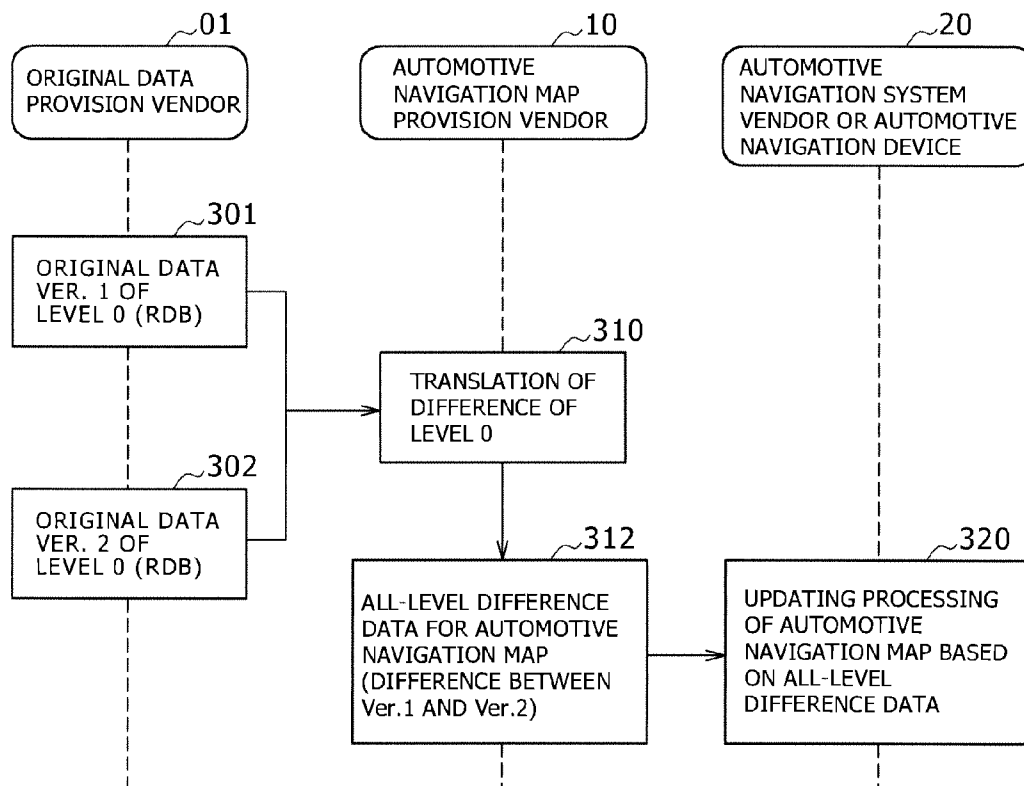 01
ORIGINAL DATA
PROVISION VENDOR
10
AUTOMOTIVE
NAVIGATION MAP
PROVISION VENDOR
20
AUTOMOTIVE
NAVIGATION SYSTEM
VENDOR OR AUTOMOTIVE
NAVIGATION DEVICE
301
ORIGINAL DATA
VER. 1 OF
LEVEL 0 (RDB)
310
TRANSLATION OF
DIFFERENCE OF
LEVEL 0
302
ORIGINAL DATA
VER. 2 OF
LEVEL 0 (RDB)
312
ALL-LEVEL DIFFERENCE
DATA FOR AUTOMOTIVE
NAVIGATION MAP
(DIFFERENCE BETWEEN
Ver.1 AND Ver.2)
320
UPDATING PROCESSING
OF AUTOMOTIVE
NAVIGATION MAP BASED
ON ALL-LEVEL
DIFFERENCE DATA